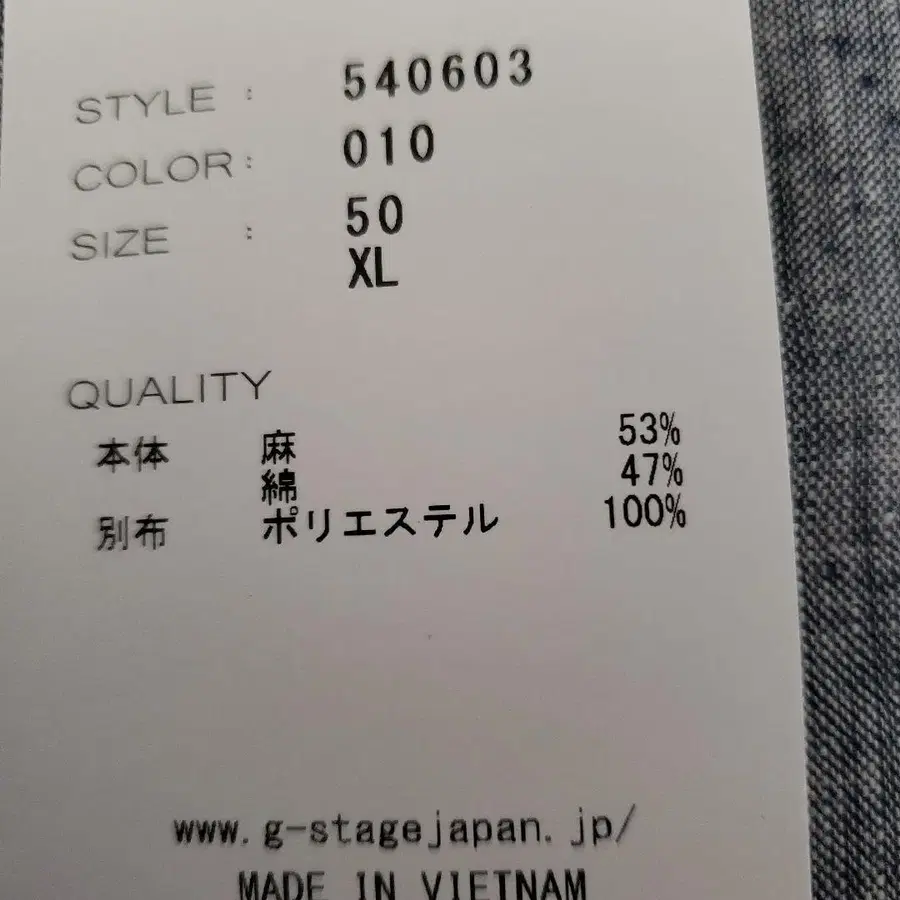 STYLE : 540603
COLOR : 010
SIZE : 50
XL
QUALITY
本体 麻 53%
綿 47%
別布 ポリエステル 100%
www.g-stagejapan.jp/
MADE IN VIETNAM